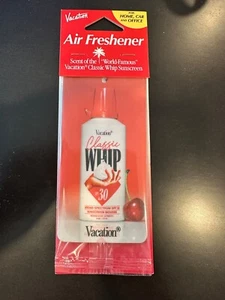 Vacation
FOR HOME, CAR
AND OFFICE
Air Freshener
Scent of the "World-Famous"
Vacation® Classic Whip Sunscreen
Vacation®
Classic
WHIP
30
Vacation®